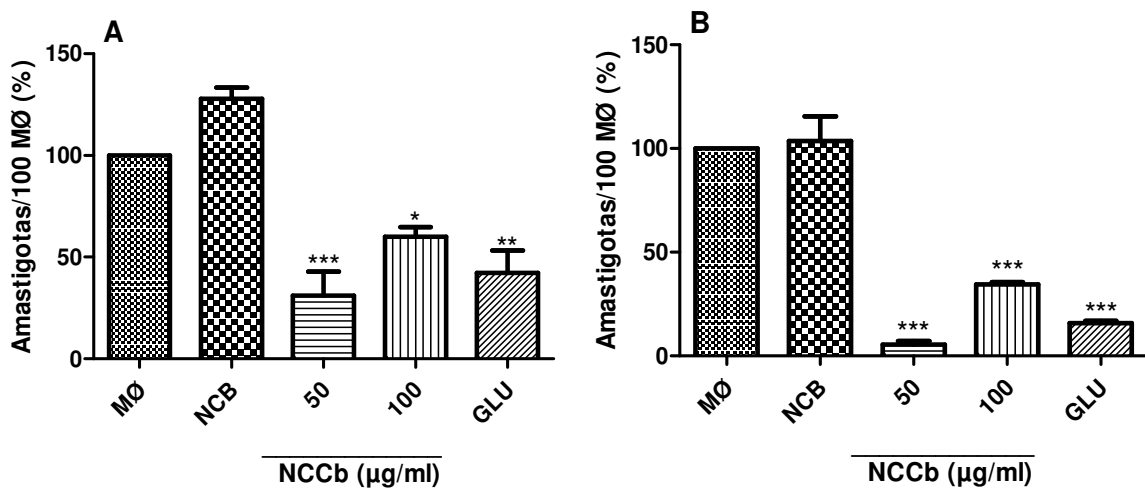 A
Amastigotas/100 MØ (%)
150
100
50
0
***
*
**
MØ
NCB
50
100
GLU
NCCb (µg/ml)
B
Amastigotas/100 MØ (%)
150
100
50
0
***
***
***
MØ
NCB
50
100
GLU
NCCb (µg/ml)